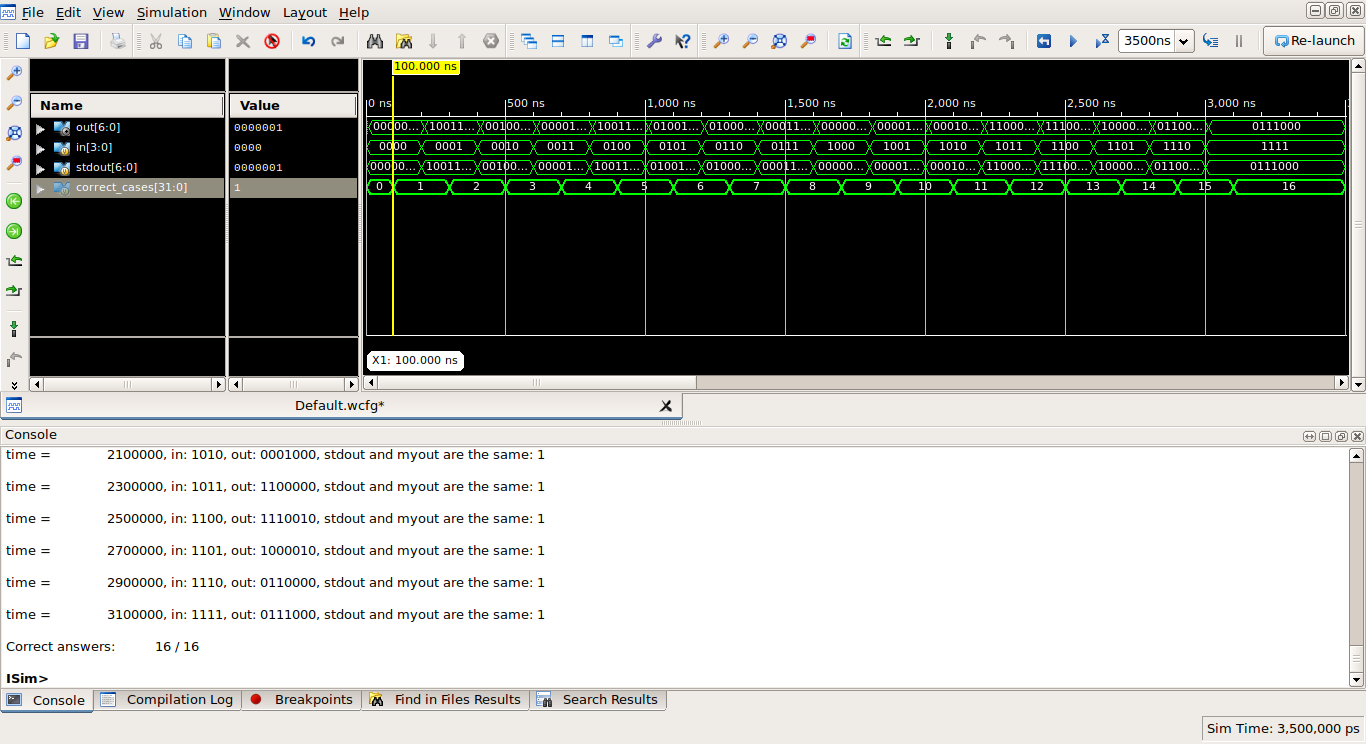 File Edit View Simulation Window Layout Help
3500ns Re-launch
100.000 ns
Name Value
0 ns 500 ns 1,000 ns 1,500 ns 2,000 ns 2,500 ns 3,000 ns
out[6:0] 0000001 00000... 10011... 00100... 00001... 10011... 01001... 01000... 00011... 00000... 00001... 00010... 11000... 11100... 10000... 01100... 0111000
in[3:0] 0000 0000 0001 0010 0011 0100 0101 0110 0111 1000 1001 1010 1011 1100 1101 1110 1111
stdout[6:0] 0000001 00000... 10011... 00100... 00001... 10011... 01001... 01000... 00011... 00000... 00001... 00010... 11000... 11100... 10000... 01100... 0111000
correct_cases[31:0] 1 0 1 2 3 4 5 6 7 8 9 10 11 12 13 14 15 16
X1: 100.000 ns
Default.wcfg*
Console
time = 2100000, in: 1010, out: 0001000, stdout and myout are the same: 1
time = 2300000, in: 1011, out: 1100000, stdout and myout are the same: 1
time = 2500000, in: 1100, out: 1110010, stdout and myout are the same: 1
time = 2700000, in: 1101, out: 1000010, stdout and myout are the same: 1
time = 2900000, in: 1110, out: 0110000, stdout and myout are the same: 1
time = 3100000, in: 1111, out: 0111000, stdout and myout are the same: 1
Correct answers: 16 / 16
ISim>
Console Compilation Log Breakpoints Find in Files Results Search Results
Sim Time: 3,500,000 ps